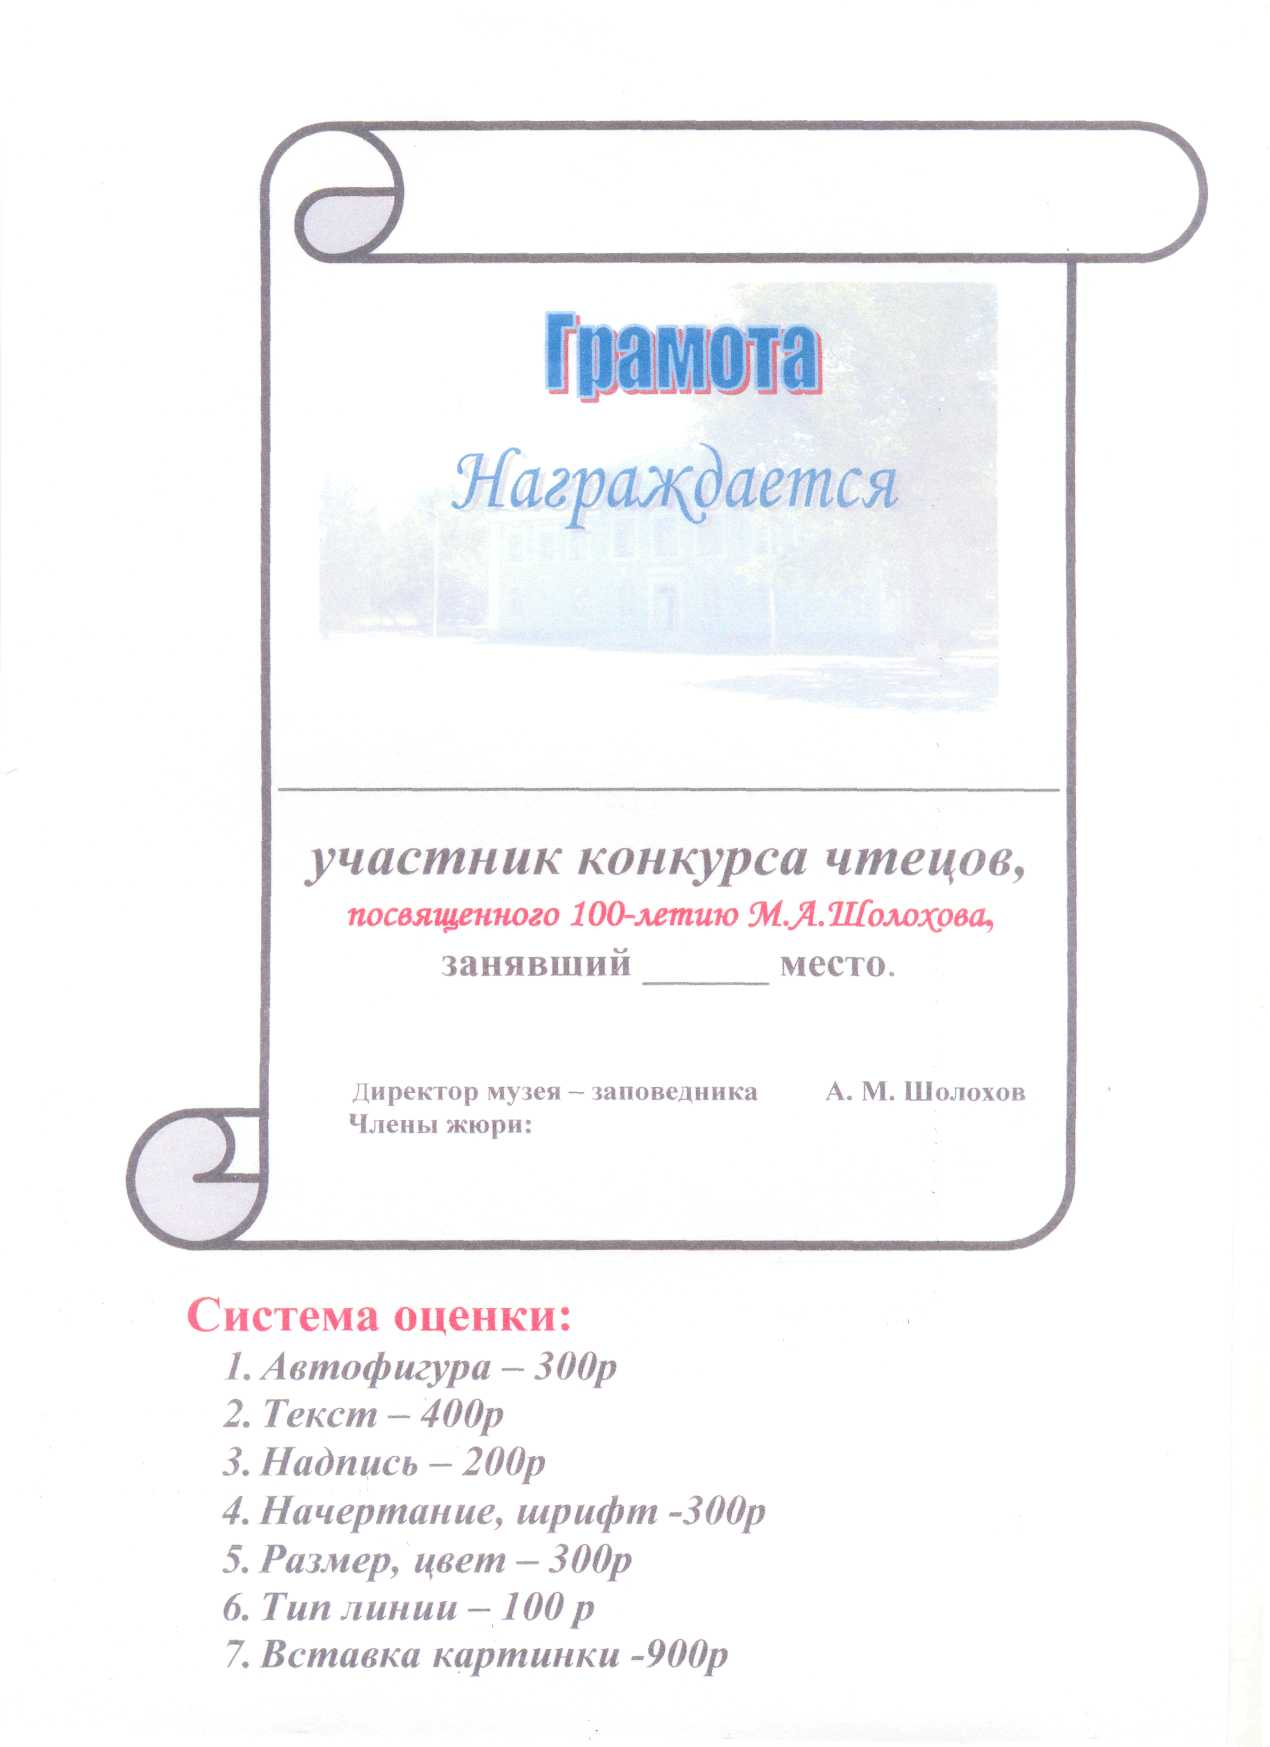 Грамота
Награждается
участник конкурса чтецов,
посвященного 100-летию М.А.Шолохова,
занявший ______ место.
Директор музея – заповедника А. М. Шолохов
Члены жюри:
Система оценки:
1. Автофигура – 300р
2. Текст – 400р
3. Надпись – 200р
4. Начертание, шрифт -300р
5. Размер, цвет – 300р
6. Тип линии – 100 р
7. Вставка картинки -900р